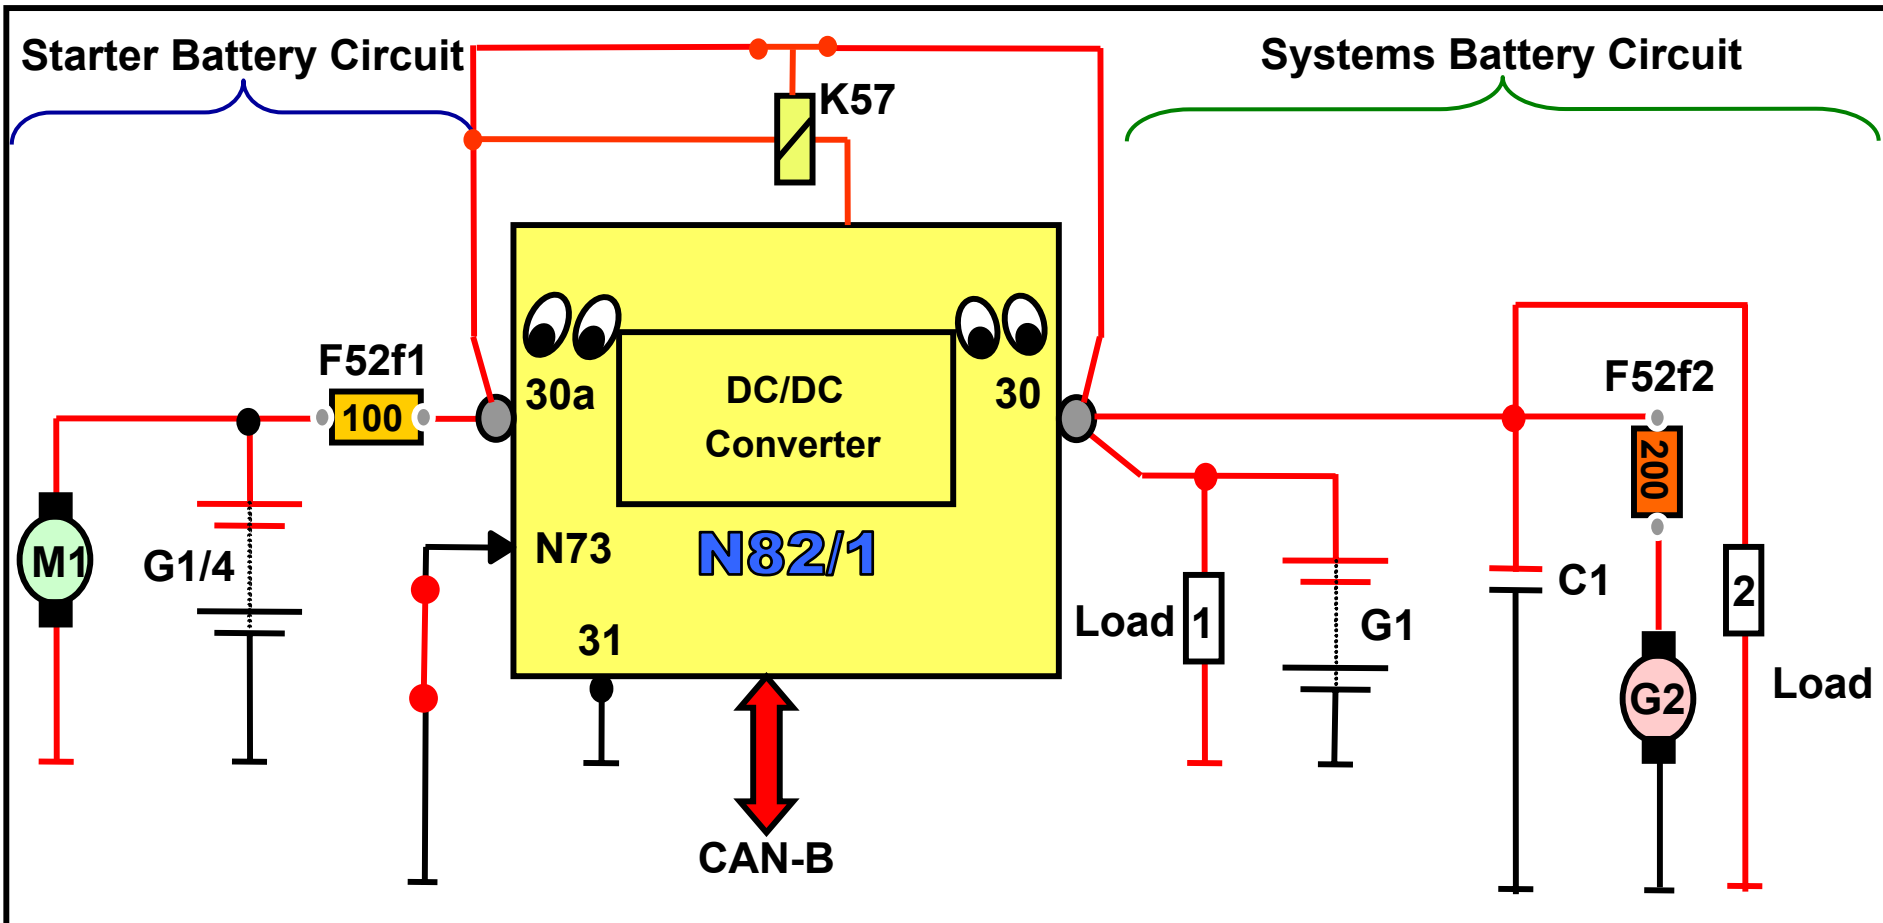 Starter Battery Circuit
Systems Battery Circuit
K57
F52f1
100
30a
DC/DC
Converter
30
F52f2
200
M1
G1/4
N73
N82/1
31
Load
1
G1
C1
2
G2
Load
CAN-B